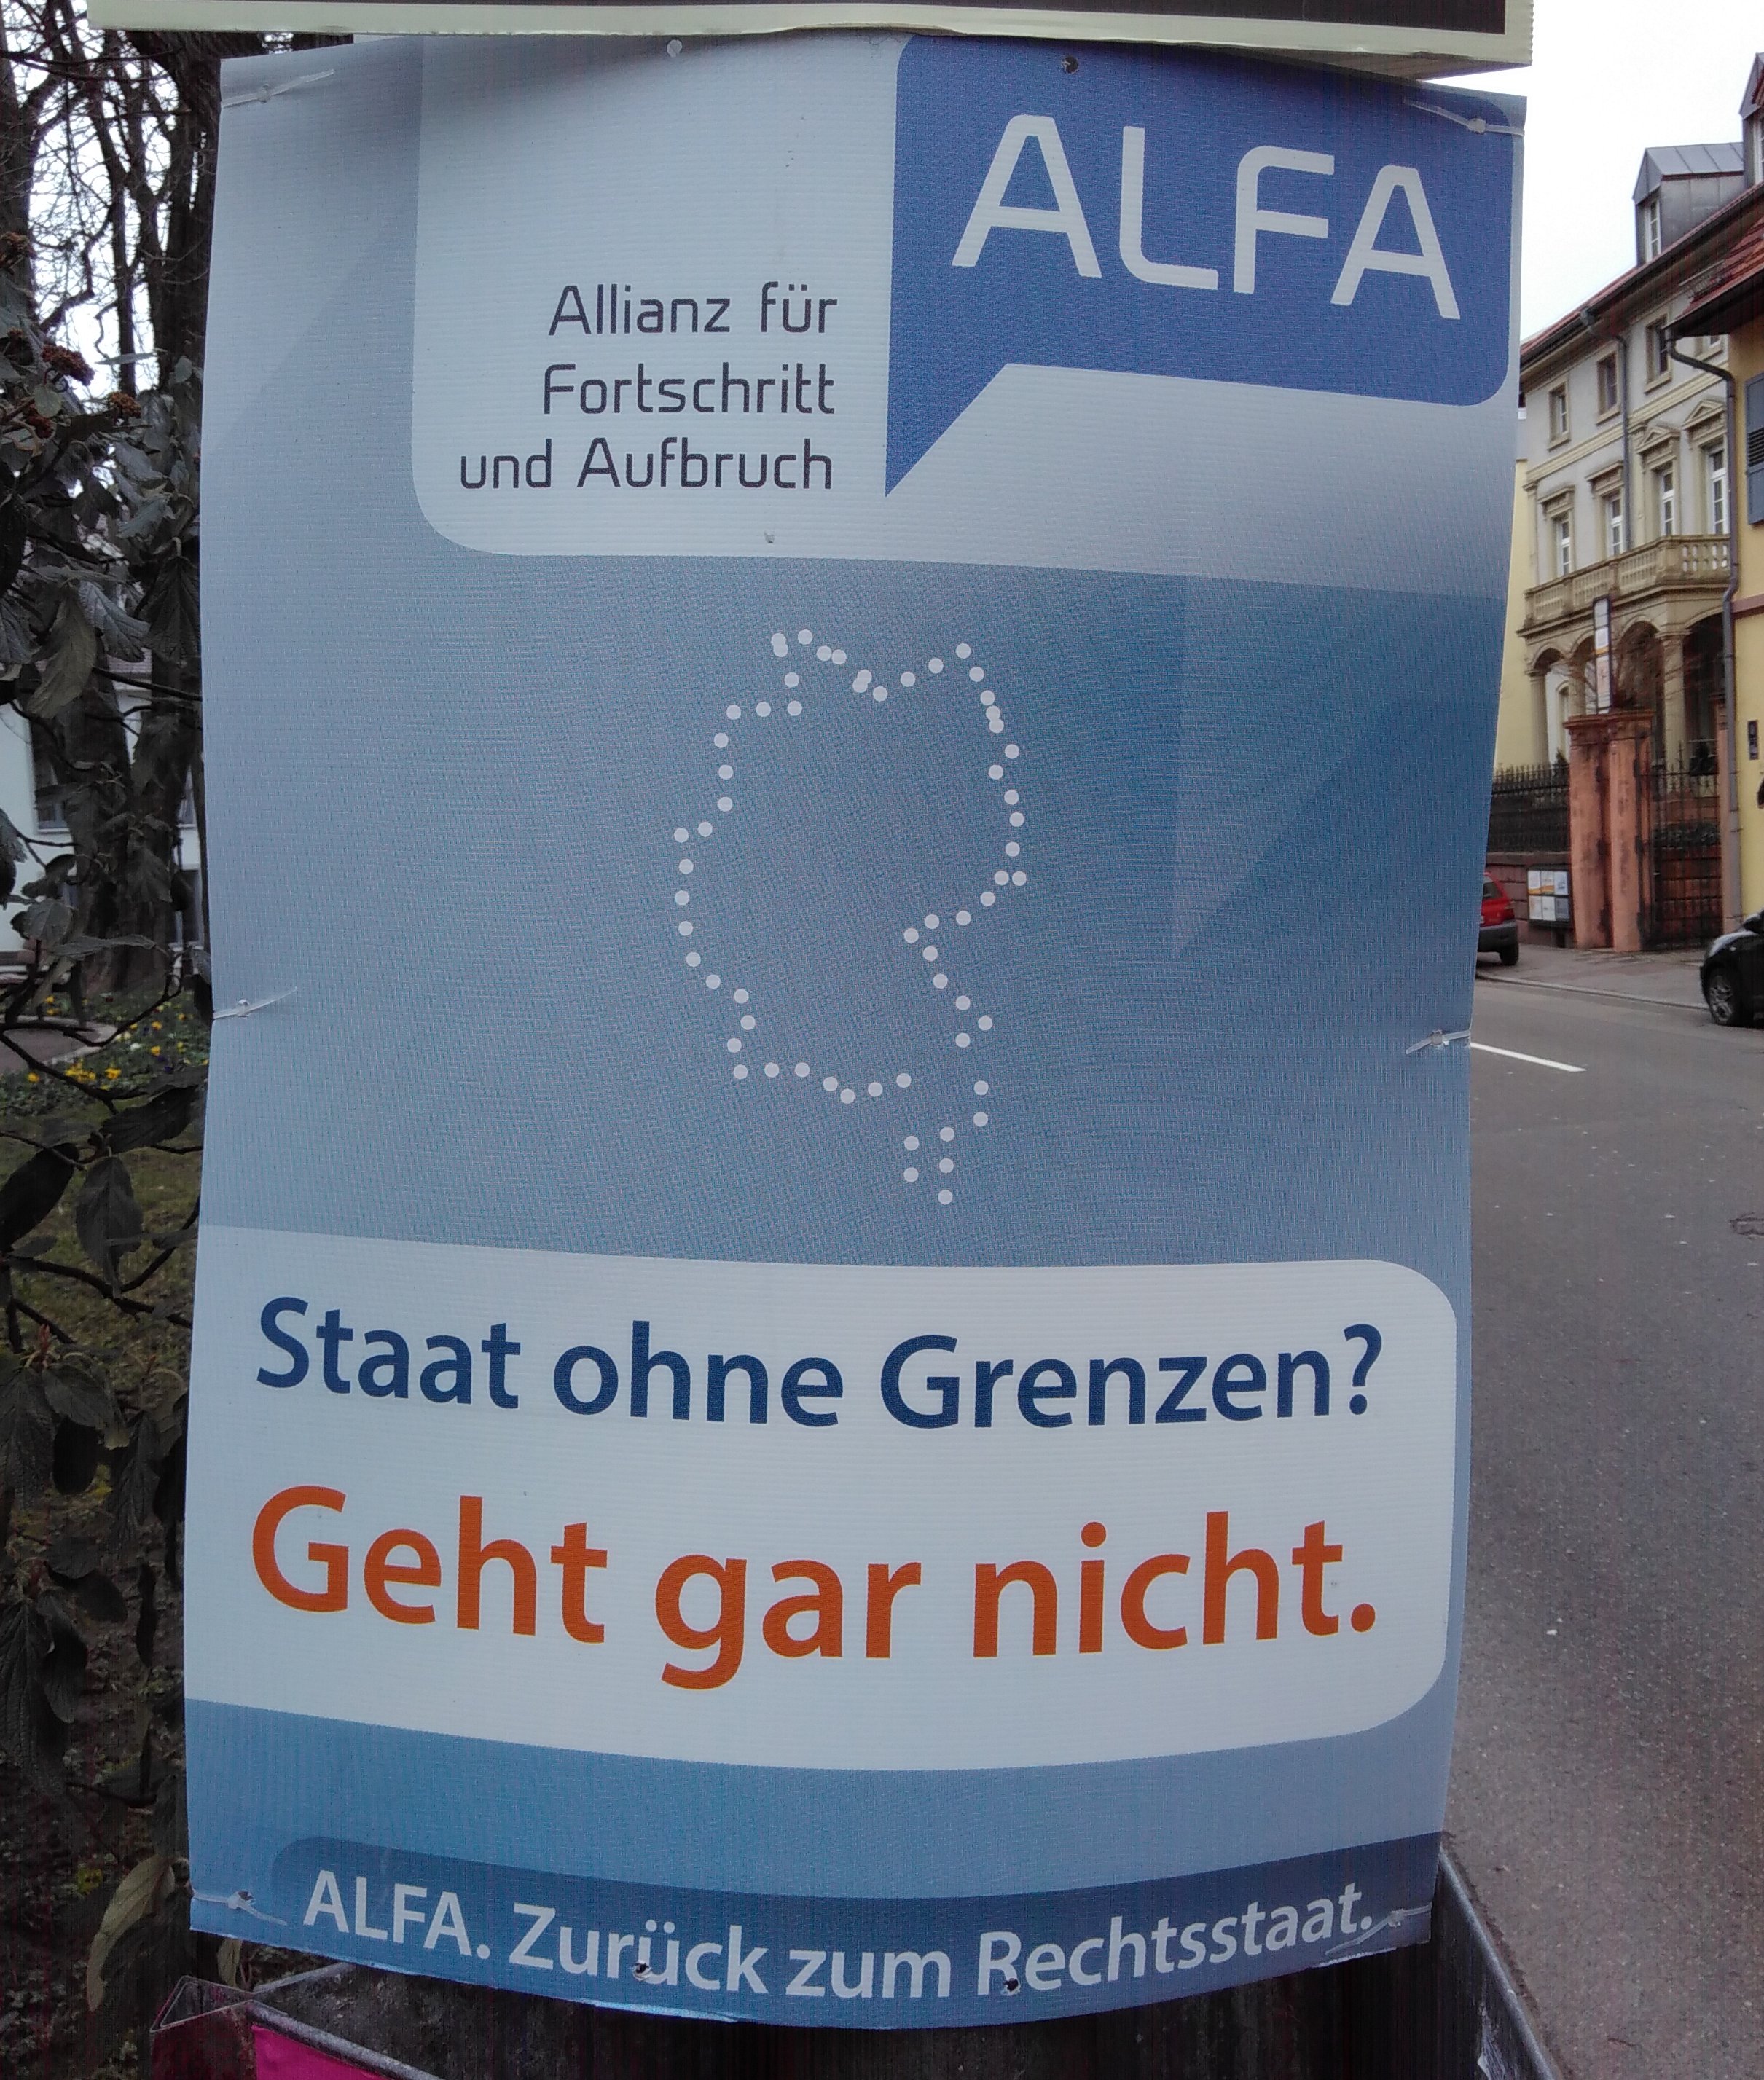 ALFA
Allianz für
Fortschritt
und Aufbruch
Staat ohne Grenzen?
Geht gar nicht.
ALFA. Zurück zum Rechtsstaat.